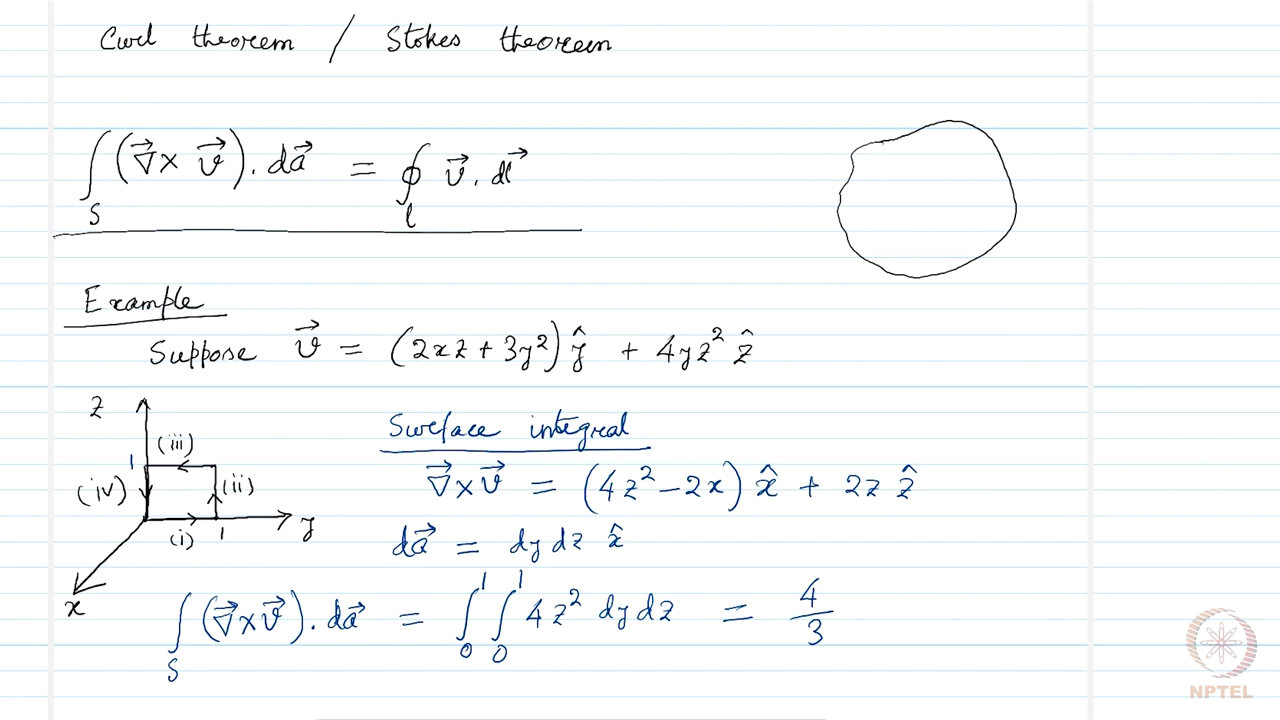 Curl theorem / Stokes theorem
∫_S (∇⃗ × v⃗) . da⃗ = ∮_l v⃗ . dl⃗
Example
Suppose v⃗ = (2xz + 3y²) ŷ + 4yz² ẑ
z
1
(iii)
(iv)
(ii)
(i)
1
y
x
Surface integral
∇⃗ × v⃗ = (4z² − 2x) x̂ + 2z ẑ
da⃗ = dy dz x̂
∫_S (∇⃗ × v⃗) . da⃗ = ∫₀¹ ∫₀¹ 4z² dy dz = 4/3
NPTEL